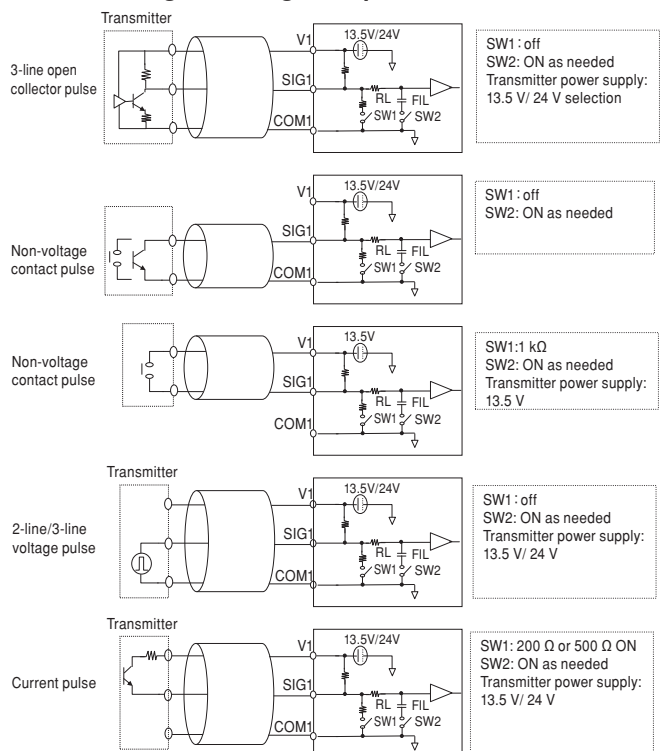 Transmitter
3-line open
collector pulse
V1
13.5V/24V
SIG1
RL
FIL
SW1
SW2
COM1
SW1: off
SW2: ON as needed
Transmitter power supply:
13.5 V/ 24 V selection
Non-voltage
contact pulse
V1
13.5V/24V
SIG1
RL
FIL
SW1
SW2
COM1
SW1: off
SW2: ON as needed
Non-voltage
contact pulse
V1
13.5V
SIG1
RL
FIL
SW1
SW2
COM1
SW1:1 kΩ
SW2: ON as needed
Transmitter power supply:
13.5 V
Transmitter
2-line/3-line
voltage pulse
V1
13.5V/24V
SIG1
RL
FIL
SW1
SW2
COM1
SW1: off
SW2: ON as needed
Transmitter power supply:
13.5 V/ 24 V
Transmitter
Current pulse
V1
13.5V/24V
SIG1
RL
FIL
SW1
SW2
COM1
SW1: 200 Ω or 500 Ω ON
SW2: ON as needed
Transmitter power supply:
13.5 V/ 24 V